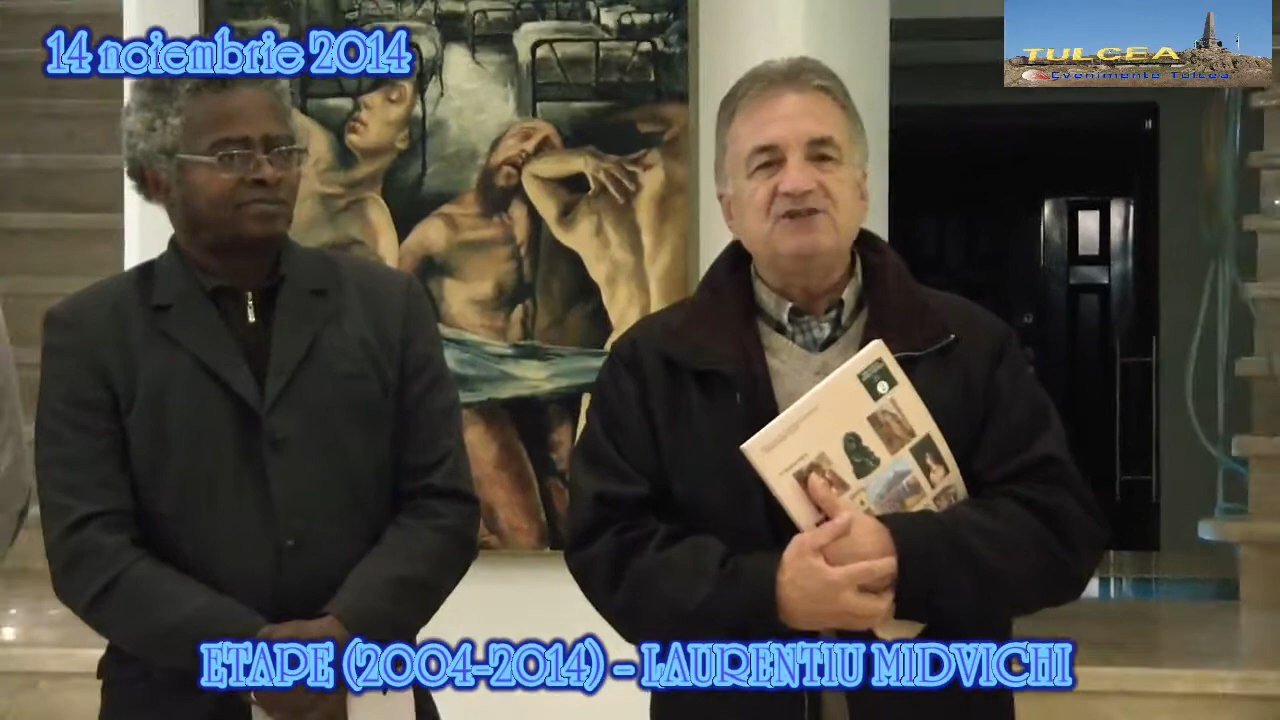 14 noiembrie 2014
TULCEA
Evenimente Tulcea
ETAPE (2004-2014) - LAURENTIU MIDVICHI